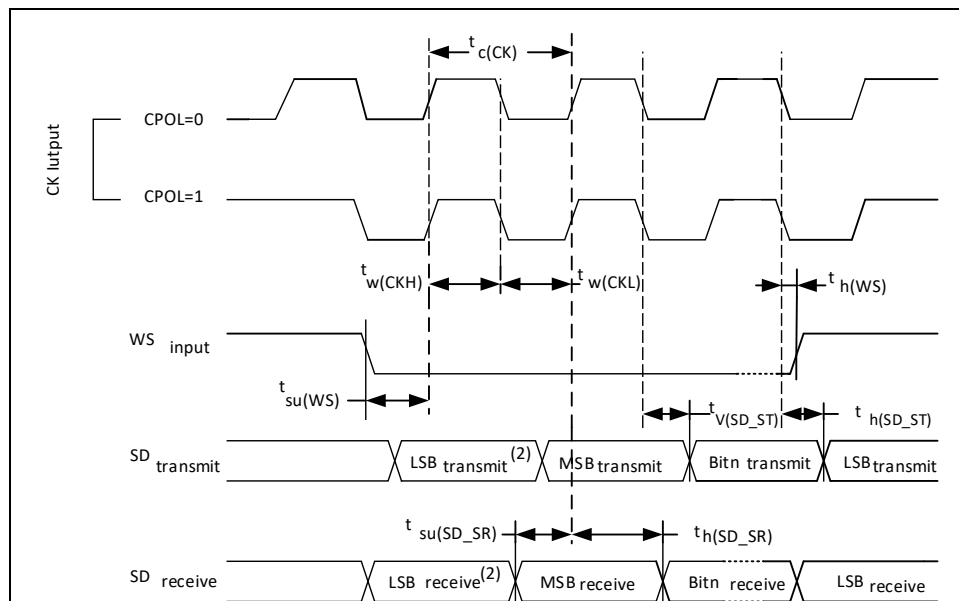 t c(CK)
CK Iutput
CPOL=0
CPOL=1
t w(CKH)
t w(CKL)
t h(WS)
WS input
t su(WS)
t V(SD_ST)
t h(SD_ST)
SD transmit
LSB transmit (2)
MSB transmit
Bitn transmit
LSB transmit
t su(SD_SR)
t h(SD_SR)
SD receive
LSB receive (2)
MSB receive
Bitn receive
LSB receive